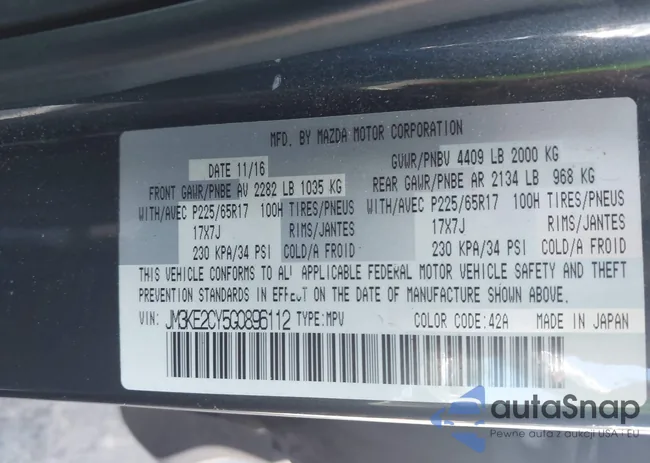 MFD. BY MAZDA MOTOR CORPORATION
DATE 11/16
GVWR/PNBV 4409 LB 2000 KG
FRONT GAWR/PNBE AV 2282 LB 1035 KG
REAR GAWR/PNBE AR 2134 LB 968 KG
WITH/AVEC P225/65R17 100H TIRES/PNEUS
WITH/AVEC P225/65R17 100H TIRES/PNEUS
17X7J RIMS/JANTES
17X7J RIMS/JANTES
230 KPA/34 PSI COLD/A FROID
230 KPA/34 PSI COLD/A FROID
THIS VEHICLE CONFORMS TO ALL APPLICABLE FEDERAL MOTOR VEHICLE SAFETY AND THEFT
PREVENTION STANDARDS IN EFFECT ON THE DATE OF MANUFACTURE SHOWN ABOVE.
VIN: JM3KE2CY5G0896112 TYPE:MPV COLOR CODE:42A MADE IN JAPAN
autaSnap
Pewne auta z aukcji USA i EU